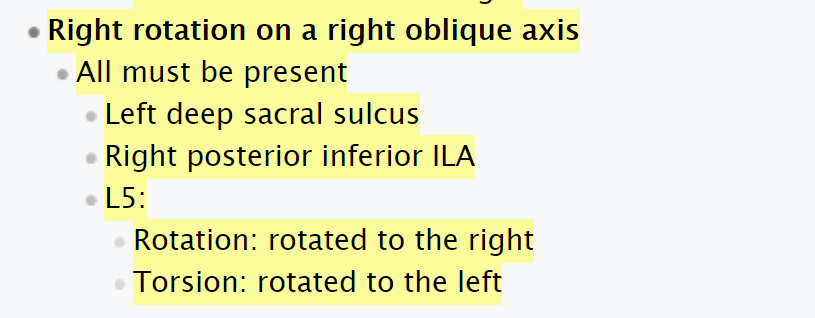 Right rotation on a right oblique axis
All must be present
Left deep sacral sulcus
Right posterior inferior ILA
L5:
Rotation: rotated to the right
Torsion: rotated to the left